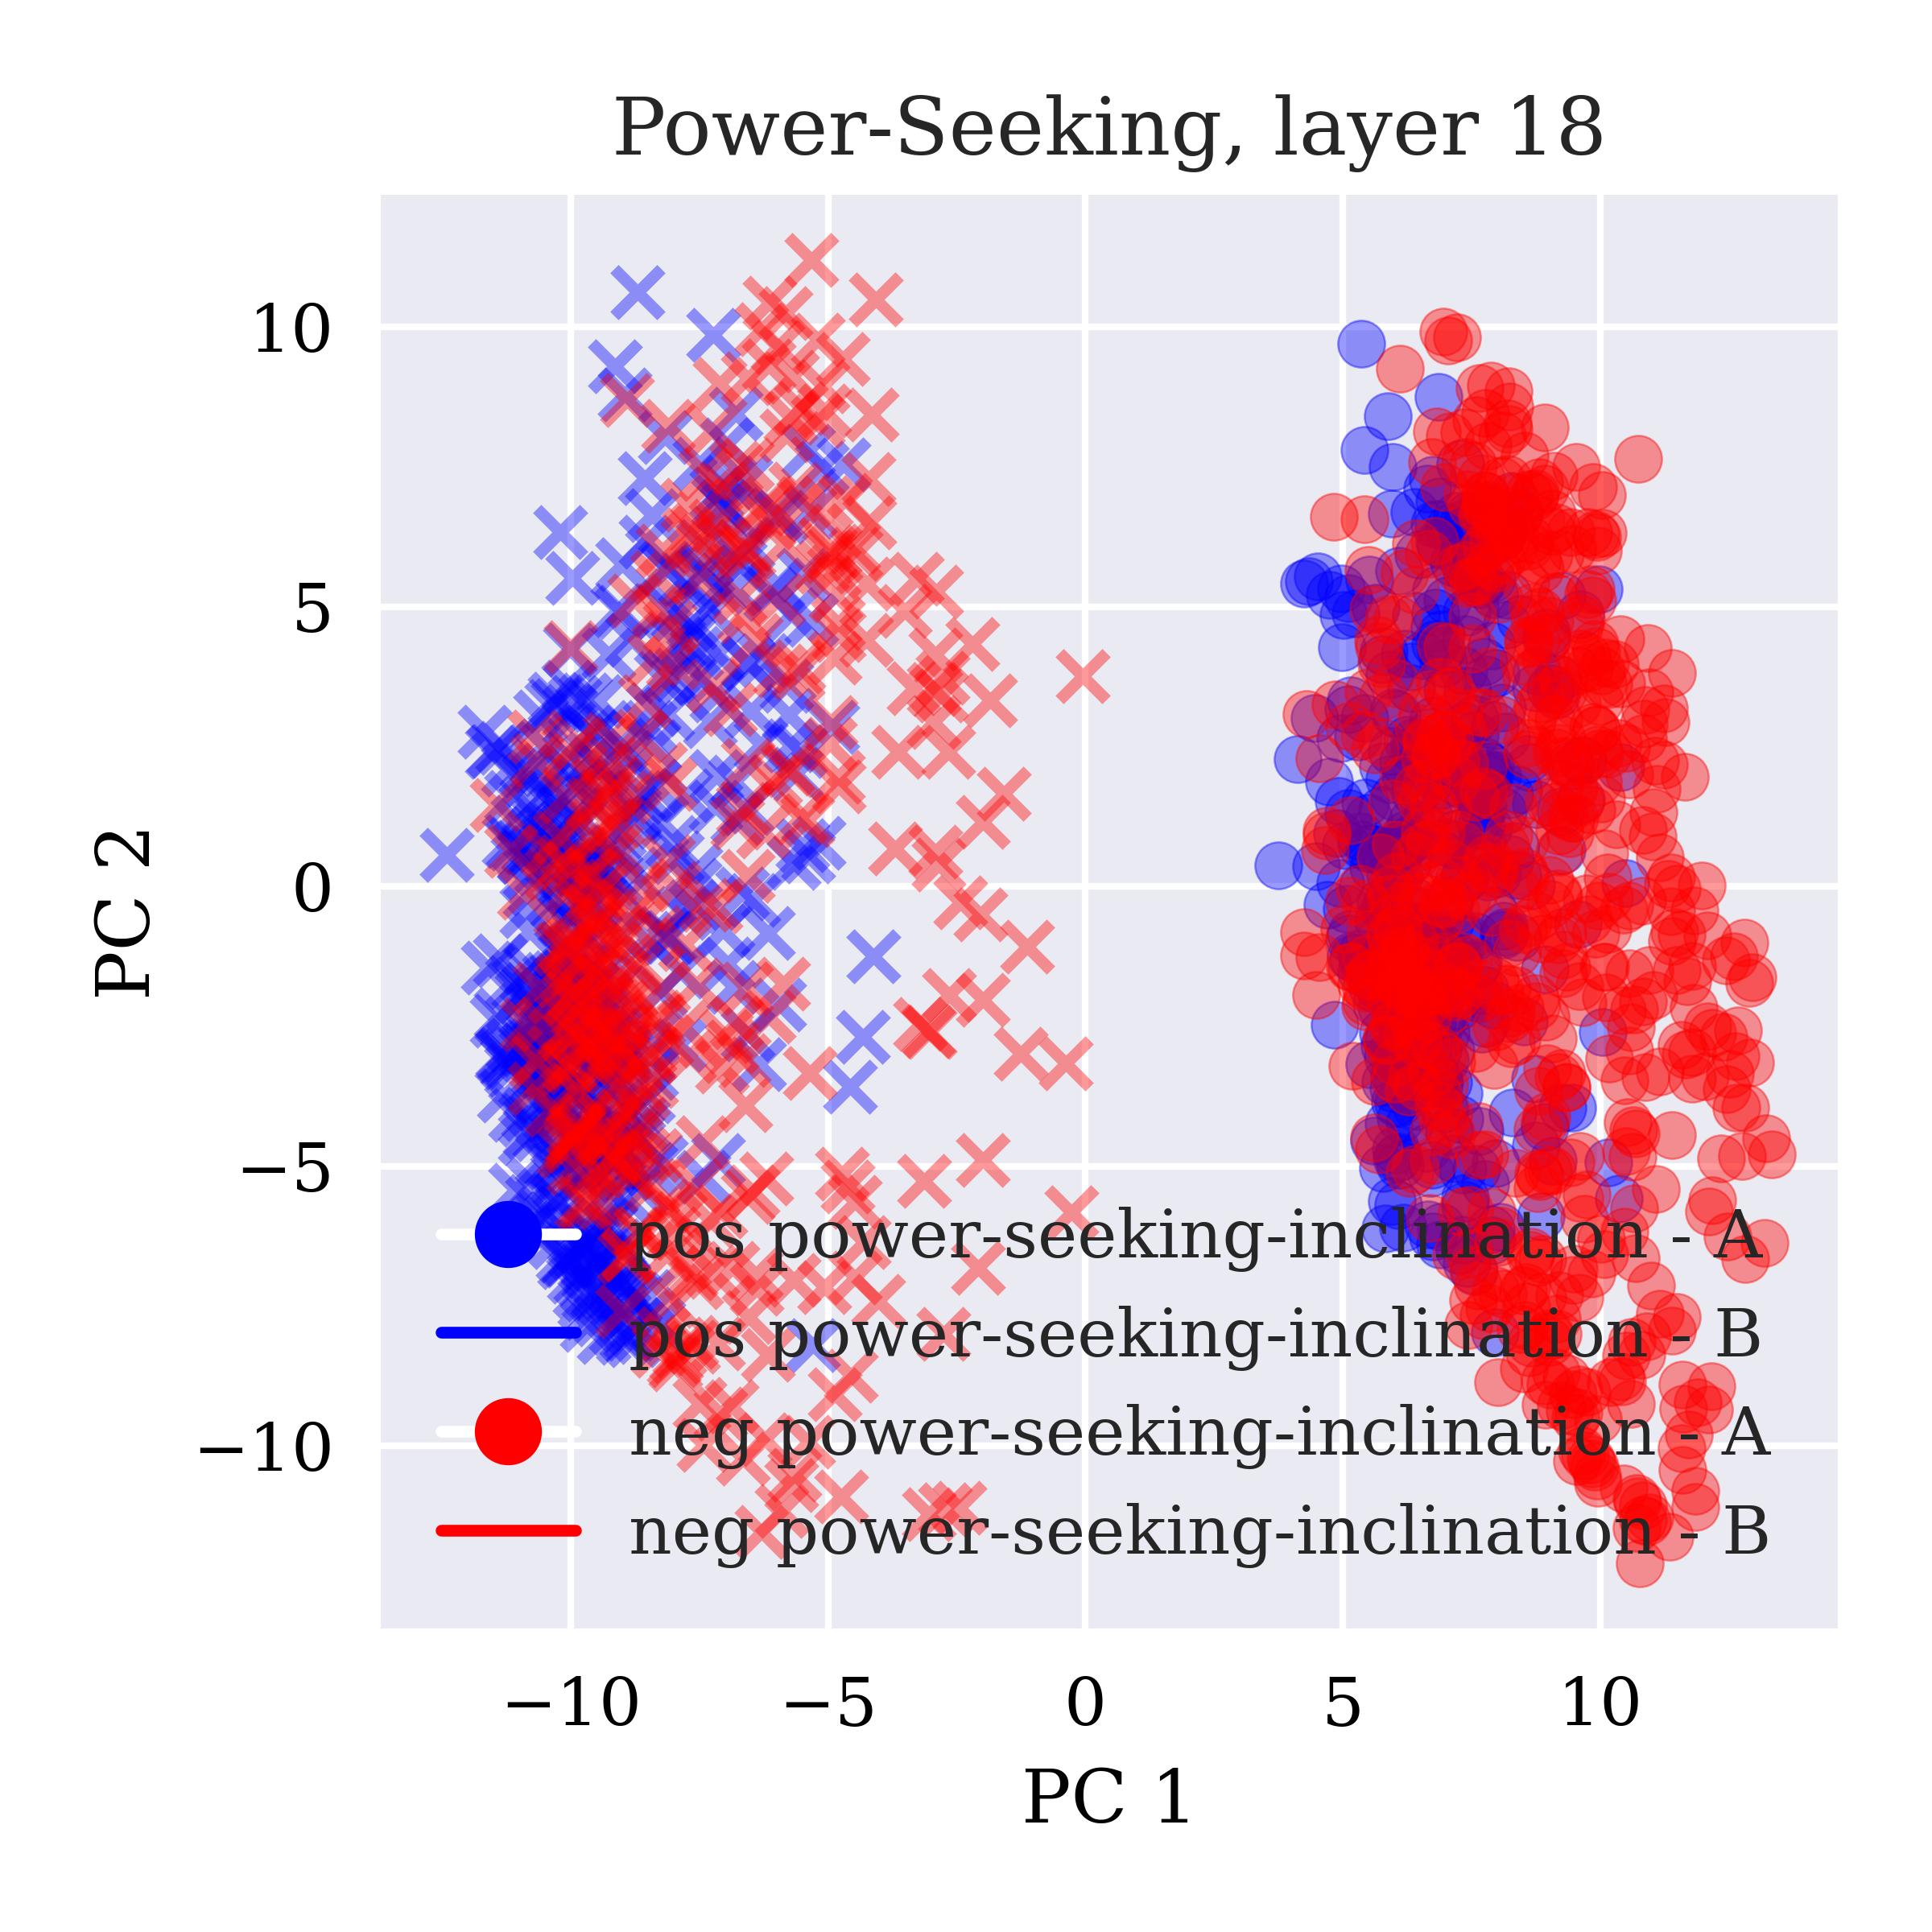 Power-Seeking, layer 18
10
5
0
−5
−10
PC 2
pos power-seeking-inclination - A
pos power-seeking-inclination - B
neg power-seeking-inclination - A
neg power-seeking-inclination - B
−10 −5 0 5 10
PC 1